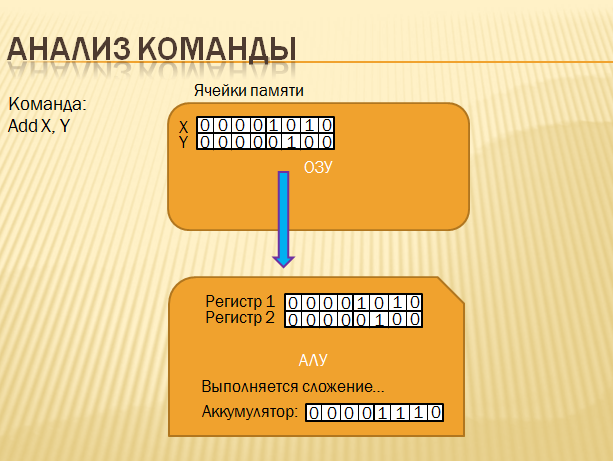 АНАЛИЗ КОМАНДЫ
Команда:
Add X, Y
Ячейки памяти
X 0 0 0 0 1 0 1 0
Y 0 0 0 0 0 1 0 0
ОЗУ
Регистр 1 0 0 0 0 1 0 1 0
Регистр 2 0 0 0 0 0 1 0 0
АЛУ
Выполняется сложение...
Аккумулятор: 0 0 0 0 1 1 1 0